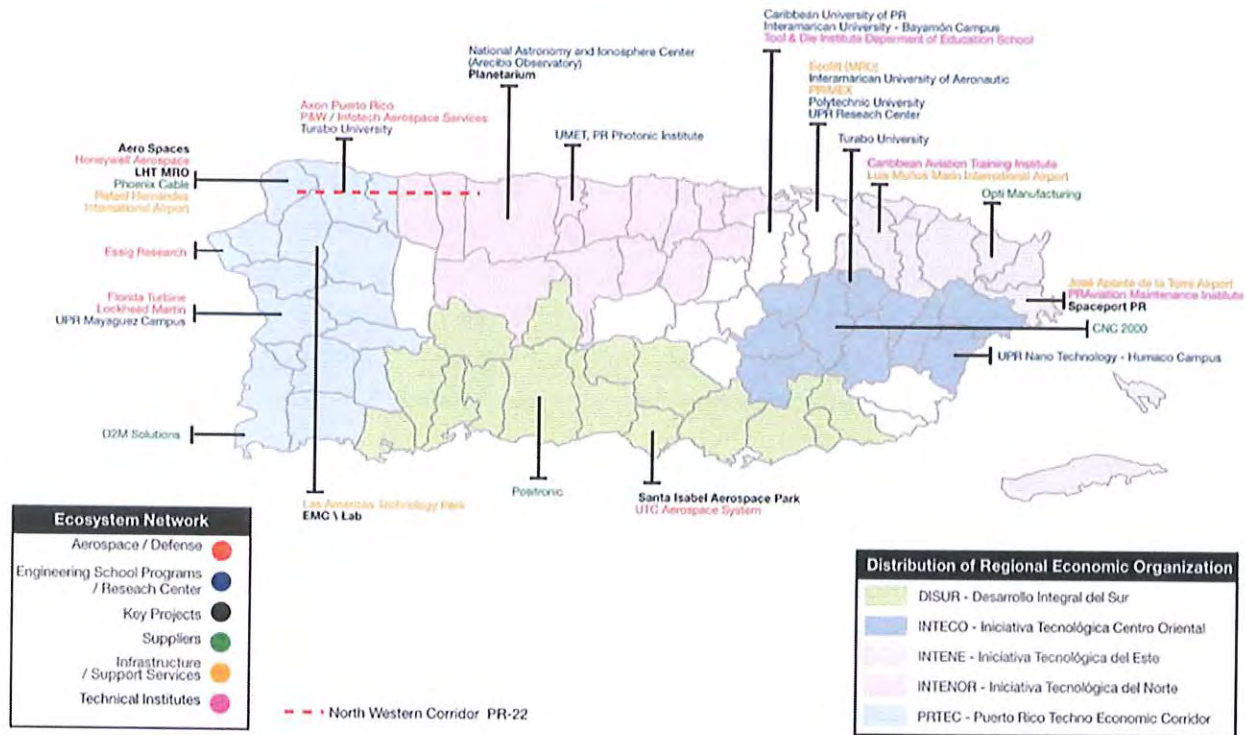 Caribbean University of PR
Interamarican University - Bayamón Campus
Tool & Die Institute Deperment of Education School
National Astronomy and Ionosphere Center
(Arecibo Observatory)
Planetarium
Ecolift (MRO)
Interamarican University of Aeronautic
PRIMEX
Polytechnic University
UPR Reseach Center
Axon Puerto Rico
P&W / Infotech Aerospace Services
Turabo University
UMET, PR Photonic Institute
Turabo University
Aero Spaces
Honeywell Aerospace
LHT MRO
Phoenix Cable
Rafael Hernandes
International Airport
Caribbean Aviation Training Institute
Luis Muños Marin International Airport
Opti Manufacturing
Essig Research
José Aponte de la Torre Airport
PRAviation Maintenance Institute
Spaceport PR
Florida Turbine
Lockheed Martin
UPR Mayaguez Campus
CNC 2000
UPR Nano Technology - Humaco Campus
D2M Solutions
Las Americas Technology Park
EMC \ Lab
Positronic
Santa Isabel Aerospace Park
UTC Aerospace System
Ecosystem Network
Aerospace / Defense
Engineering School Programs
/ Reseach Center
Key Projects
Suppliers
Infrastructure
/ Support Services
Technical Institutes
North Western Corridor PR-22
Distribution of Regional Economic Organization
DISUR - Desarrollo Integral del Sur
INTECO - Iniciativa Tecnológica Centro Oriental
INTENE - Iniciativa Tecnológica del Este
INTENOR - Iniciativa Tecnológica del Norte
PRTEC - Puerto Rico Techno Economic Corridor